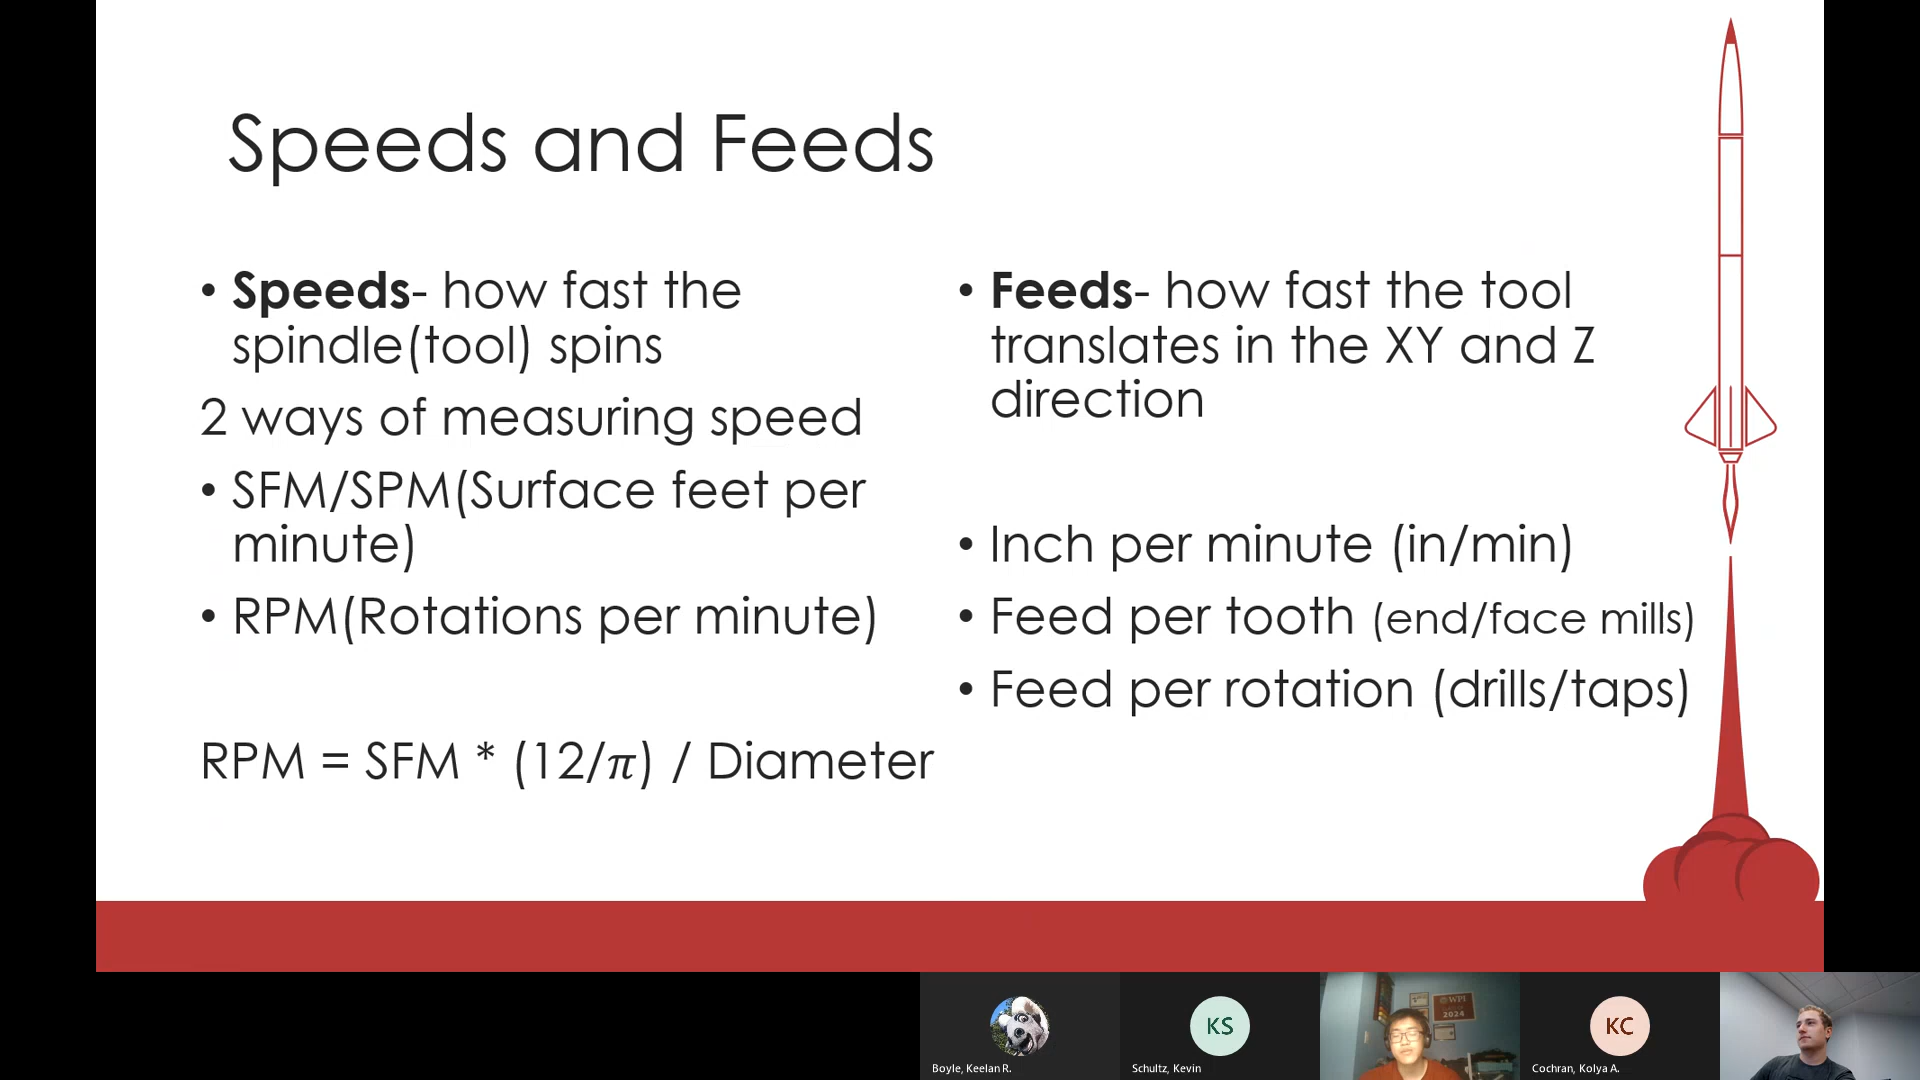 Speeds and Feeds
• Speeds- how fast the
spindle(tool) spins
2 ways of measuring speed
• SFM/SPM(Surface feet per
minute)
• RPM(Rotations per minute)
RPM = SFM * (12/π) / Diameter
• Feeds- how fast the tool
translates in the XY and Z
direction
• Inch per minute (in/min)
• Feed per tooth (end/face mills)
• Feed per rotation (drills/taps)
Boyle, Keelan R.
KS
Schultz, Kevin
WPI
2024
KC
Cochran, Kolya A.